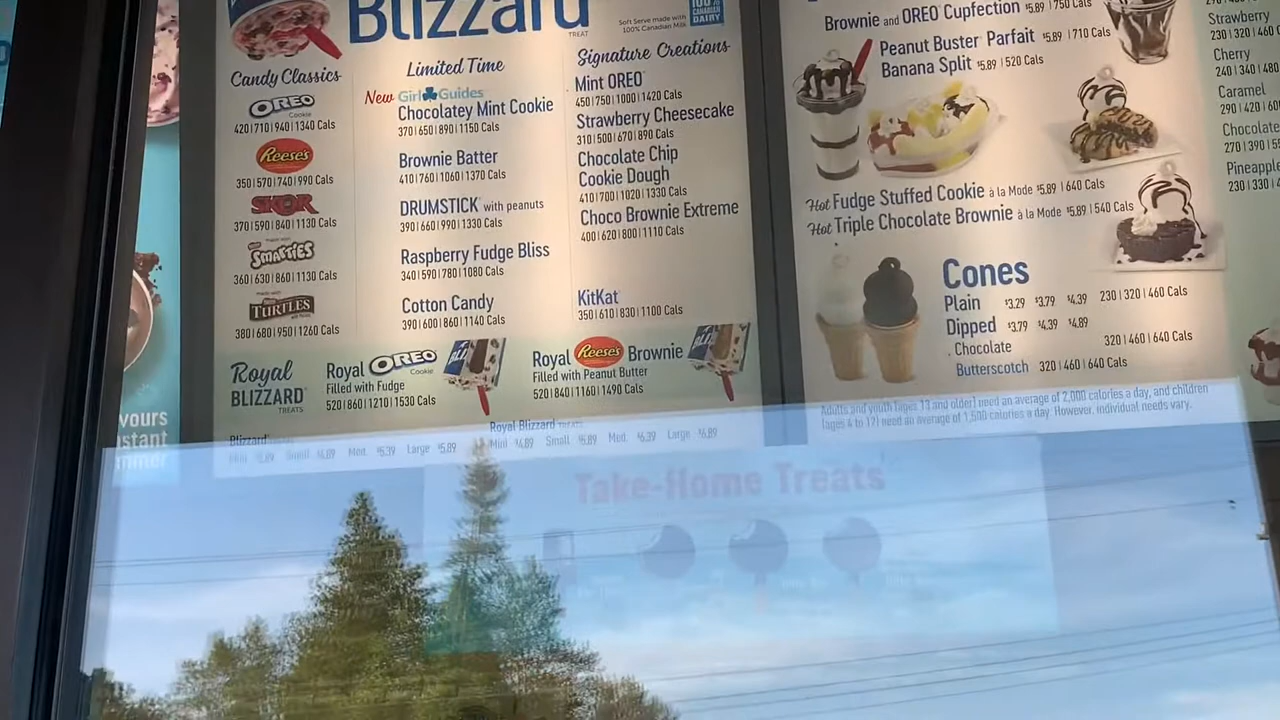 Blizzard
TREAT
Soft Serve made with
100% Canadian Milk
100%
CANADIAN
DAIRY
Candy Classics
OREO
Cookie
420|710|940|1340 Cals
Reese's
350|570|740|990 Cals
SKOR
370|590|840|1130 Cals
made with
SMARTIES
360|430|860|1130 Cals
made with
TURTLES
380|680|950|1260 Cals
Limited Time
New Girl Guides
Chocolatey Mint Cookie
370|650|890|1150 Cals
Brownie Batter
410|760|1060|1370 Cals
DRUMSTICK with peanuts
390|660|990|1330 Cals
Raspberry Fudge Bliss
340|590|780|1080 Cals
Cotton Candy
390|600|860|1140 Cals
Signature Creations
Mint OREO
450|750|1000|1420 Cals
Strawberry Cheesecake
310|500|670|890 Cals
Chocolate Chip
Cookie Dough
410|700|1020|1330 Cals
Choco Brownie Extreme
400|620|800|1110 Cals
KitKat
350|610|830|1100 Cals
Royal
BLIZZARD
TREATS
Royal OREO
Cookie
Filled with Fudge
520|860|1210|1530 Cals
Royal Reese's Brownie
Filled with Peanut Butter
520|840|1160|1490 Cals
Blizzard
Mini Small Med. $5.39 Large $5.89
Royal Blizzard
Mini $4.89 Small $5.89 Med. $6.39 Large $6.89
Brownie and OREO Cupfection $5.89 | 750 Cals
Peanut Buster Parfait $5.89 | 710 Cals
Banana Split $5.89 | 520 Cals
Hot Fudge Stuffed Cookie à la Mode $5.89 | 640 Cals
Hot Triple Chocolate Brownie à la Mode $5.89 | 540 Cals
Cones
Plain $3.29 $3.79 $4.39 230|320|460 Cals
Dipped $3.79 $4.39 $4.89
Chocolate 320|460|640 Cals
Butterscotch 320|460|640 Cals
Adults and youth (ages 13 and older) need an average of 2,000 calories a day, and children
(ages 4 to 12) need an average of 1,500 calories a day. However, individual needs vary.
Strawberry
230|320|460
Cherry
240|340|480
Caramel
290|420|60
Chocolate
270|390|5
Pineapple
230|330|
vours
nstant
Take-Home Treats